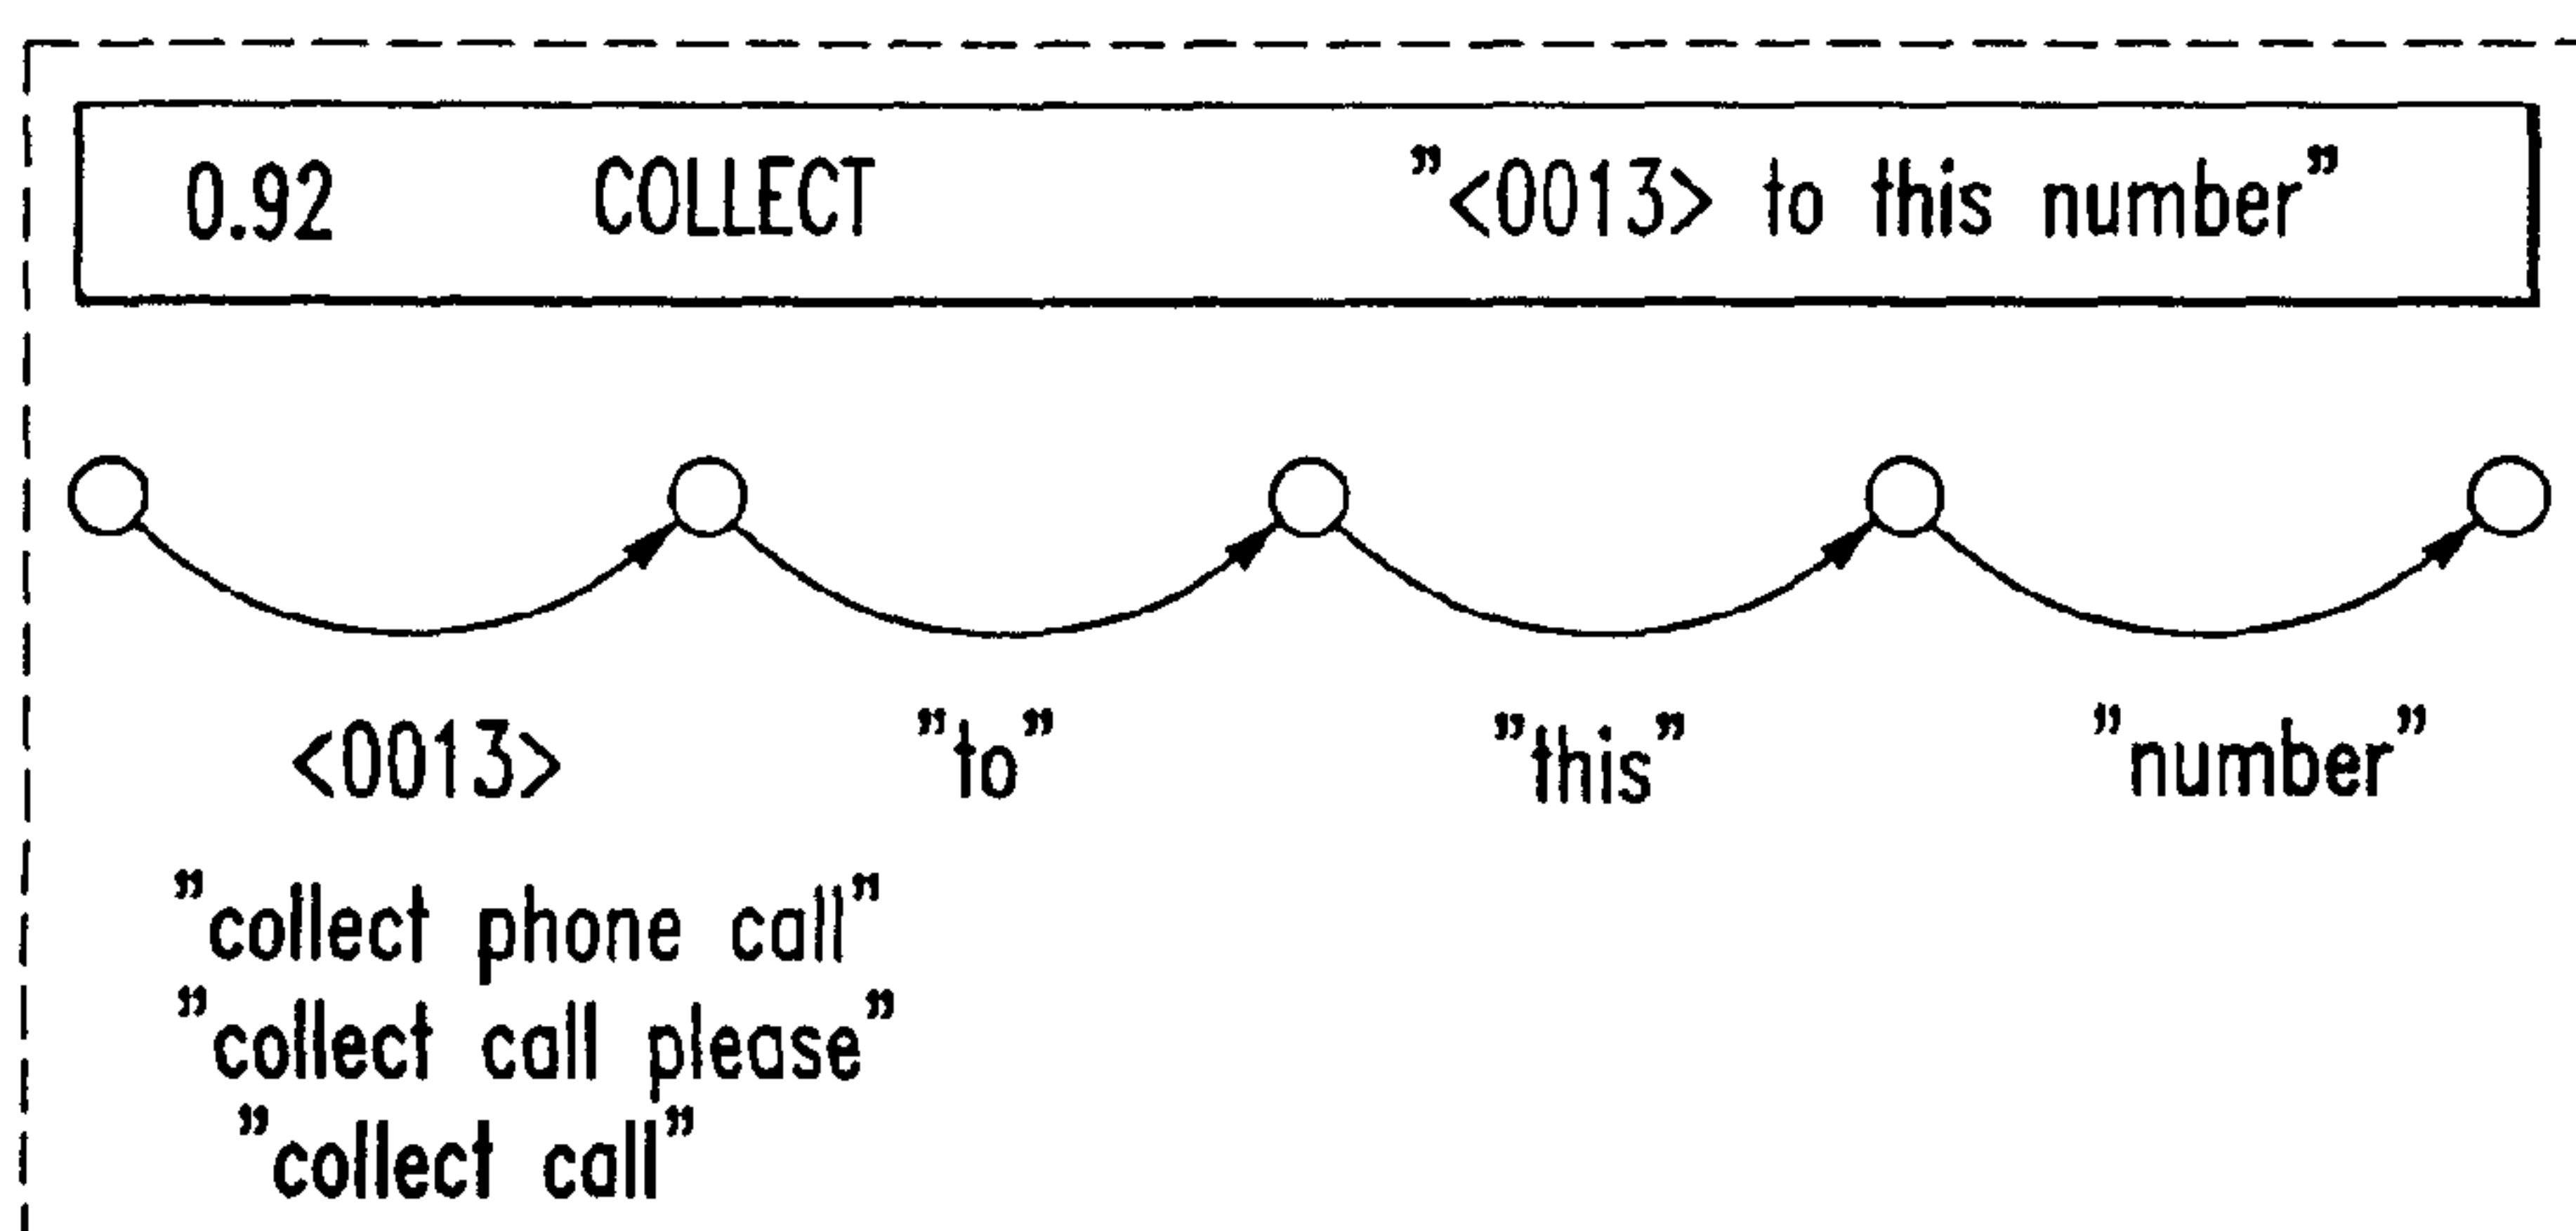 0.92 COLLECT "<0013> to this number"
<0013> "to" "this" "number"
"collect phone call"
"collect call please"
"collect call"